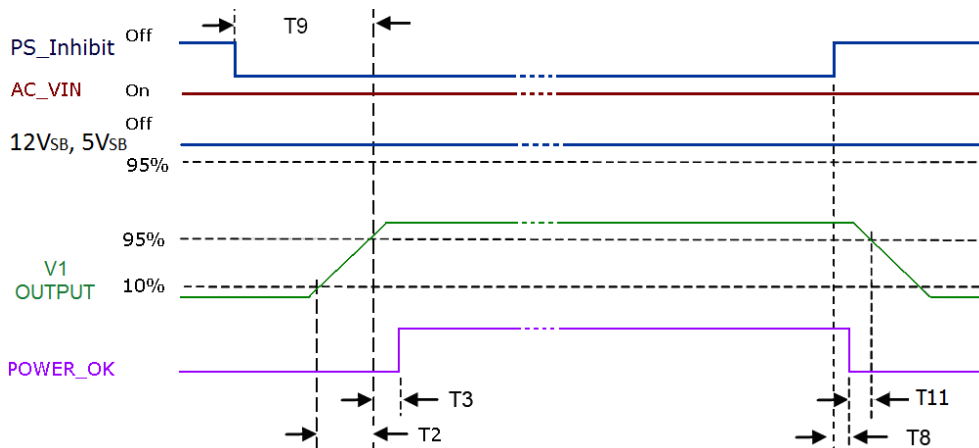 T9
PS_Inhibit Off
AC_VIN On
Off
12VSB, 5VSB
95%
95%
V1
OUTPUT
10%
POWER_OK
T3
T11
T2
T8